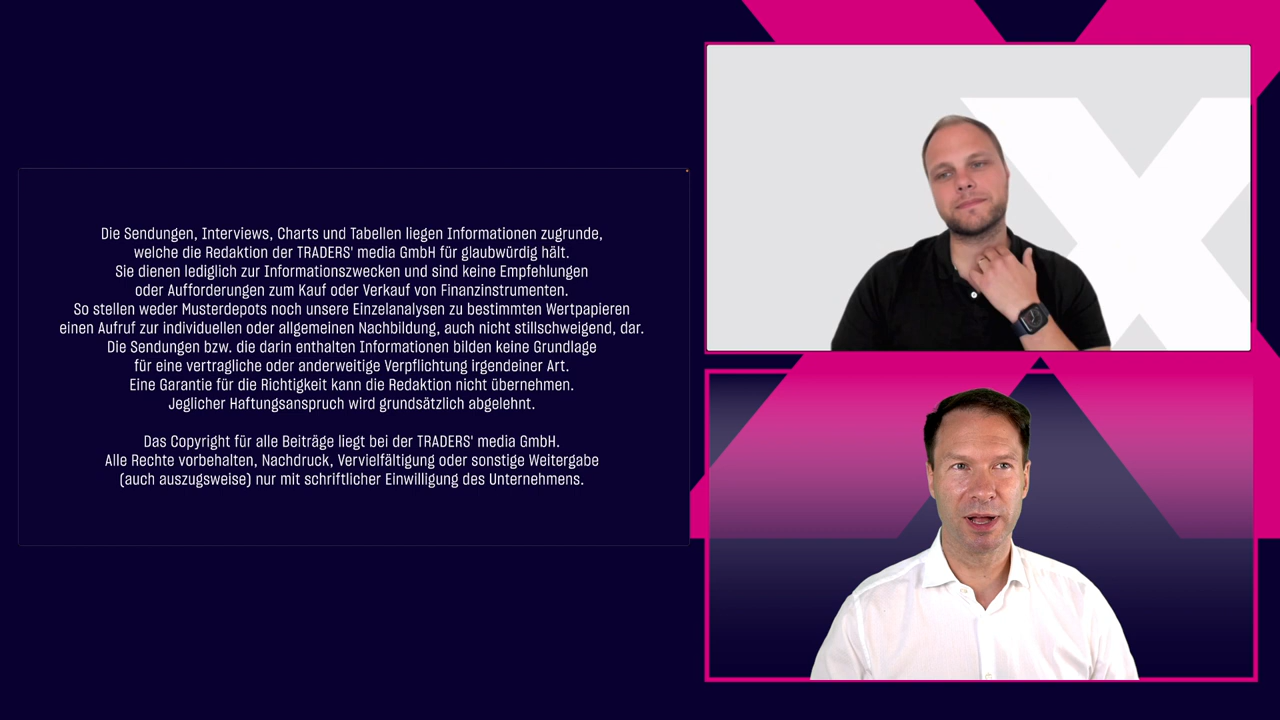 Die Sendungen, Interviews, Charts und Tabellen liegen Informationen zugrunde,
welche die Redaktion der TRADERS' media GmbH für glaubwürdig hält.
Sie dienen lediglich zur Informationszwecken und sind keine Empfehlungen
oder Aufforderungen zum Kauf oder Verkauf von Finanzinstrumenten.
So stellen weder Musterdepots noch unsere Einzelanalysen zu bestimmten Wertpapieren
einen Aufruf zur individuellen oder allgemeinen Nachbildung, auch nicht stillschweigend, dar.
Die Sendungen bzw. die darin enthalten Informationen bilden keine Grundlage
für eine vertragliche oder anderweitige Verpflichtung irgendeiner Art.
Eine Garantie für die Richtigkeit kann die Redaktion nicht übernehmen.
Jeglicher Haftungsanspruch wird grundsätzlich abgelehnt.
Das Copyright für alle Beiträge liegt bei der TRADERS' media GmbH.
Alle Rechte vorbehalten, Nachdruck, Vervielfältigung oder sonstige Weitergabe
(auch auszugsweise) nur mit schriftlicher Einwilligung des Unternehmens.